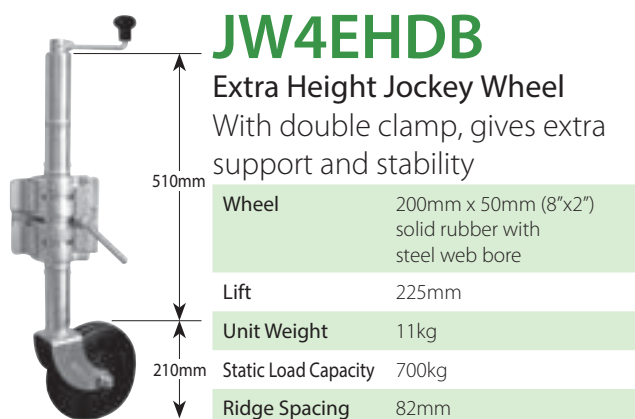 JW4EHDB
Extra Height Jockey Wheel
With double clamp, gives extra
support and stability
510mm
Wheel 200mm x 50mm (8”x2”)
solid rubber with
steel web bore
Lift 225mm
Unit Weight 11kg
210mm
Static Load Capacity 700kg
Ridge Spacing 82mm